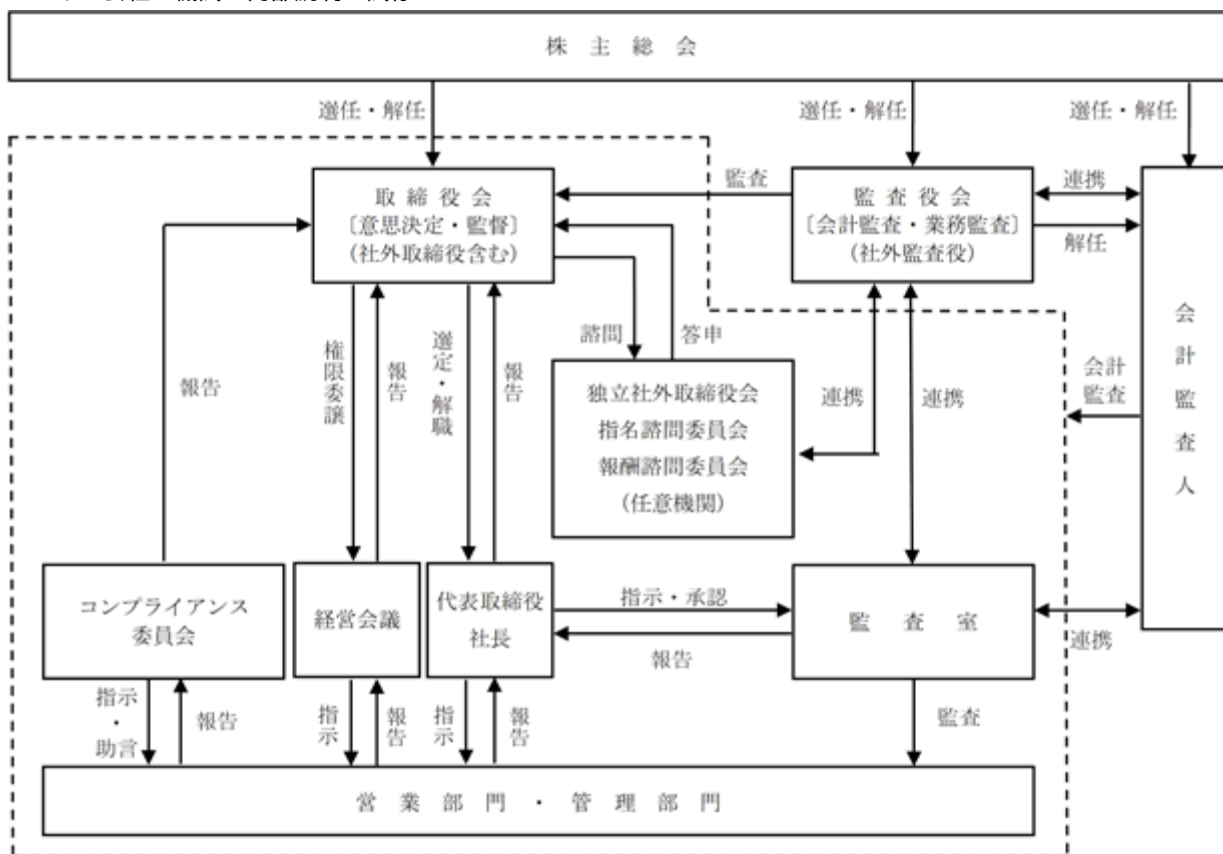 株主総会
選任・解任
選任・解任
選任・解任
取締役会
〔意思決定・監督〕
(社外取締役含む)
監査
監査役会
〔会計監査・業務監査〕
(社外監査役)
連携
解任
会計監査人
諮問
答申
権限委譲
報告
選定・解職
報告
報告
独立社外取締役会
指名諮問委員会
報酬諮問委員会
(任意機関)
連携
連携
会計
監査
コンプライアンス
委員会
経営会議
代表取締役
社長
指示・承認
報告
監査室
連携
指示
・
助言
報告
指示
報告
指示
報告
監査
営業部門・管理部門